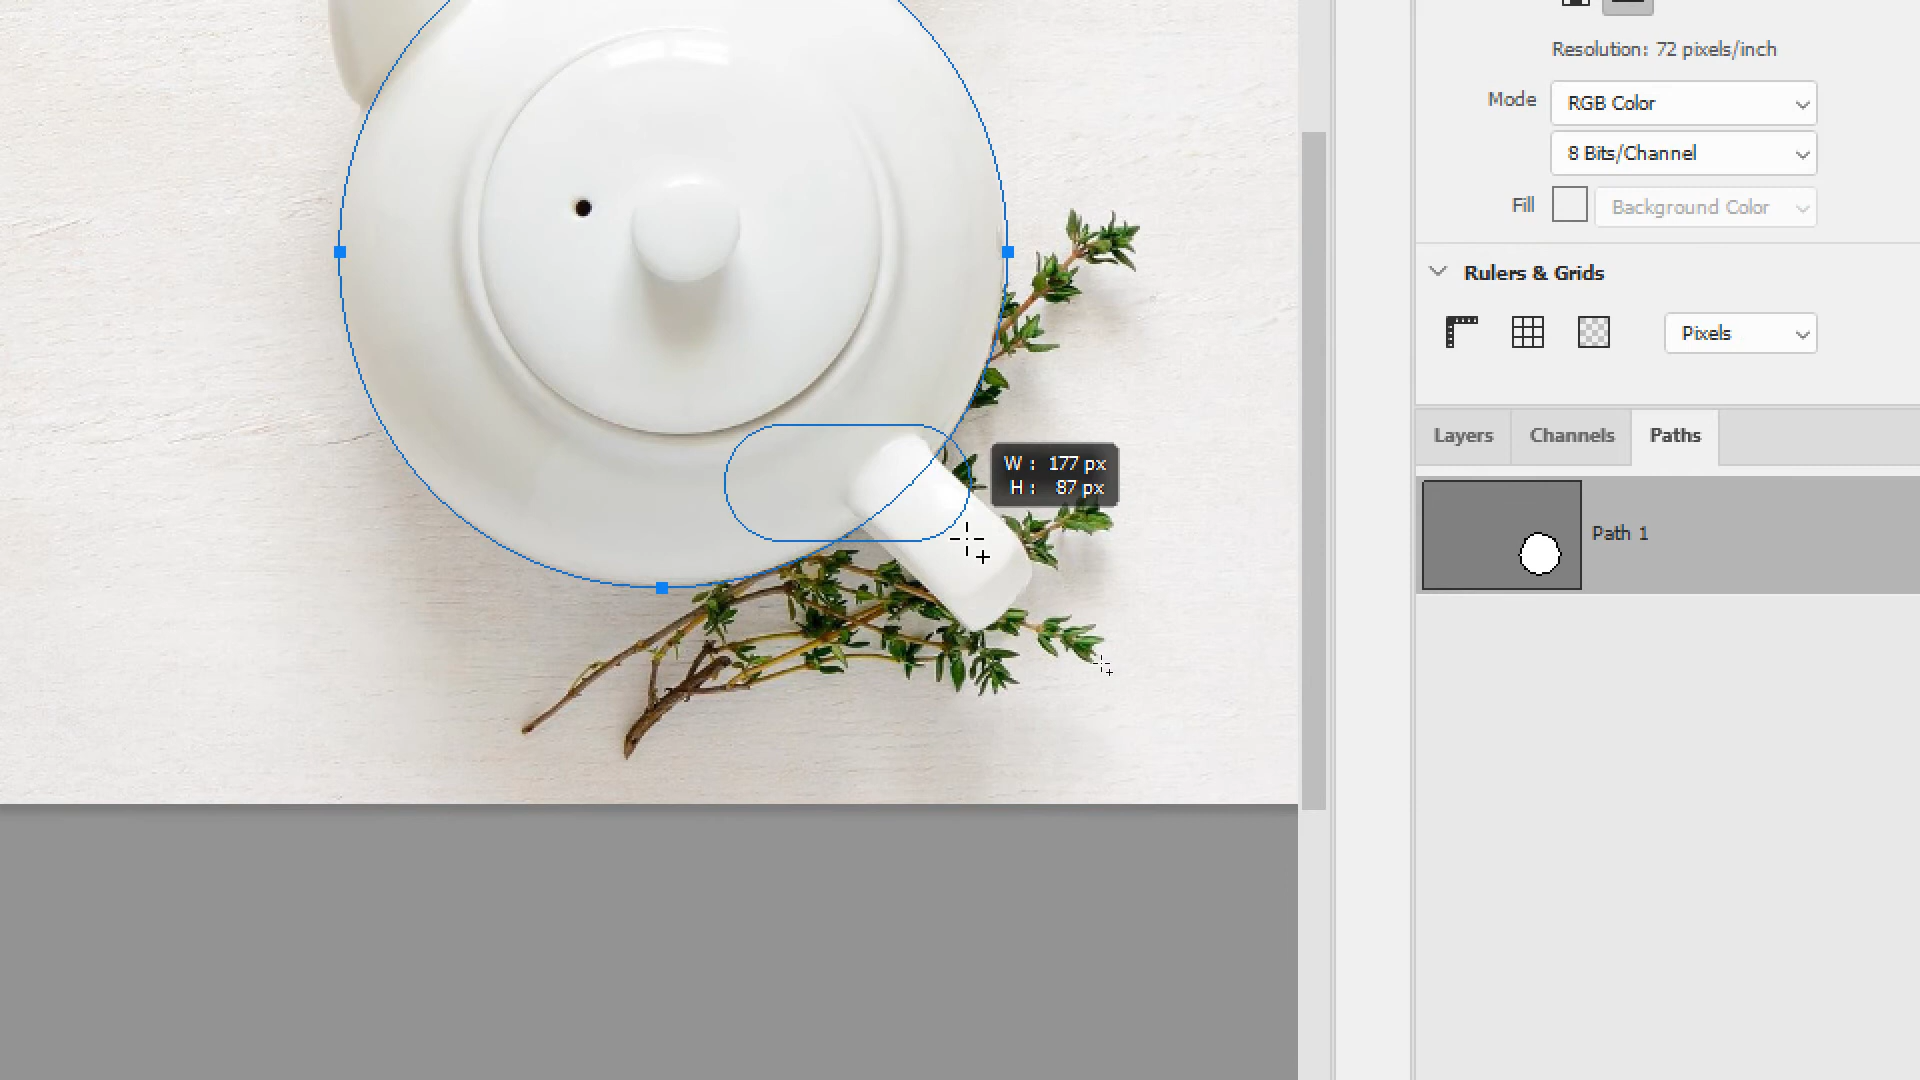 Resolution: 72 pixels/inch
Mode RGB Color
8 Bits/Channel
Fill Background Color
Rulers & Grids
Pixels
W : 177 px
H : 87 px
Layers Channels Paths
Path 1